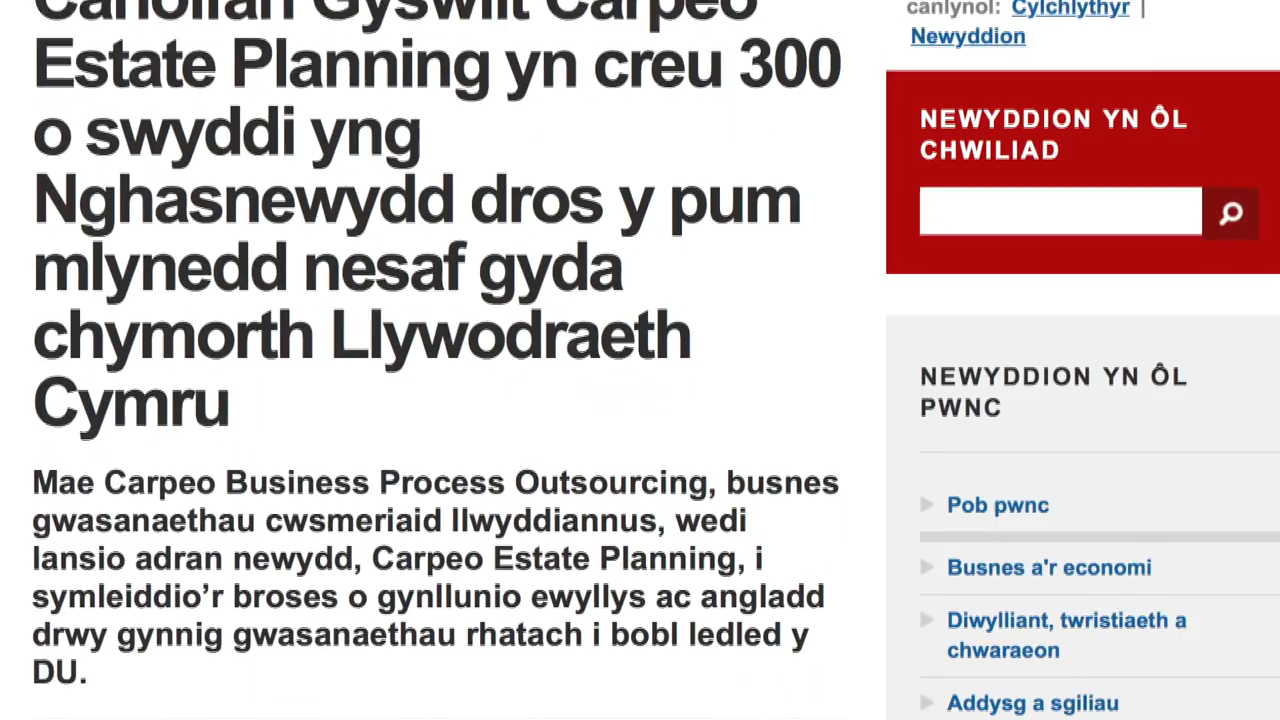 Canolfan Gyswllt Carpeo
Estate Planning yn creu 300
o swyddi yng
Nghasnewydd dros y pum
mlynedd nesaf gyda
chymorth Llywodraeth
Cymru
Mae Carpeo Business Process Outsourcing, busnes
gwasanaethau cwsmeriaid llwyddiannus, wedi
lansio adran newydd, Carpeo Estate Planning, i
symleiddio’r broses o gynllunio ewyllys ac angladd
drwy gynnig gwasanaethau rhatach i bobl ledled y
DU.
canlynol: Cylchlythyr |
Newyddion
NEWYDDION YN ÔL
CHWILIAD
NEWYDDION YN ÔL
PWNC
Pob pwnc
Busnes a'r economi
Diwylliant, twristiaeth a
chwaraeon
Addysg a sgiliau